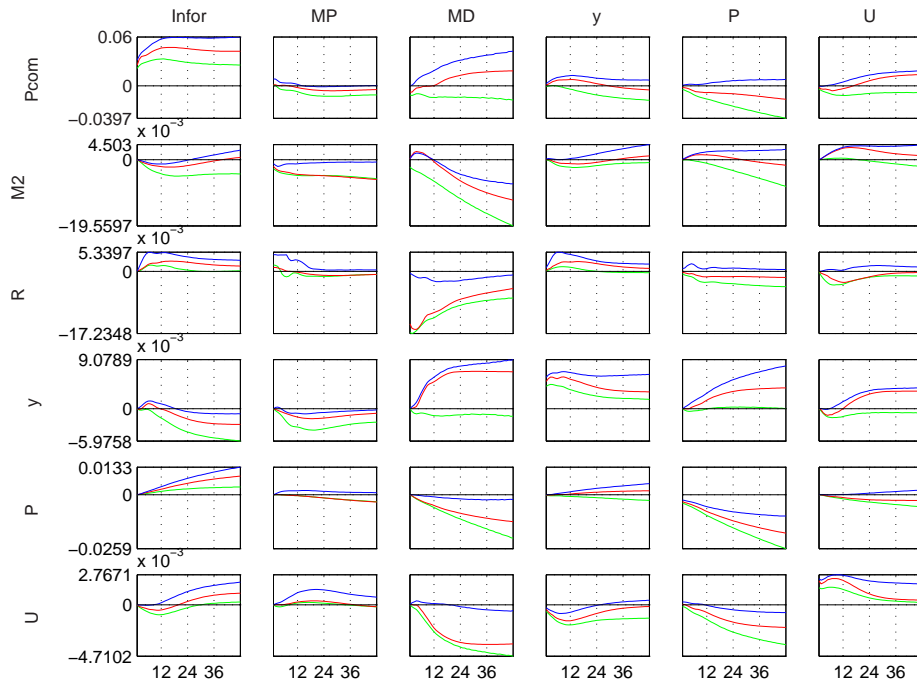 Infor MP MD y P U
0.06
Pcom
−0.0397
x 10⁻³
4.503
0
M2
−19.5597
x 10⁻³
5.3397
0
R
−17.2348
x 10⁻³
9.0789
0
y
−5.9758
0.0133
0
P
−0.0259
x 10⁻³
2.7671
0
U
−4.7102
12 24 36 12 24 36 12 24 36 12 24 36 12 24 36 12 24 36